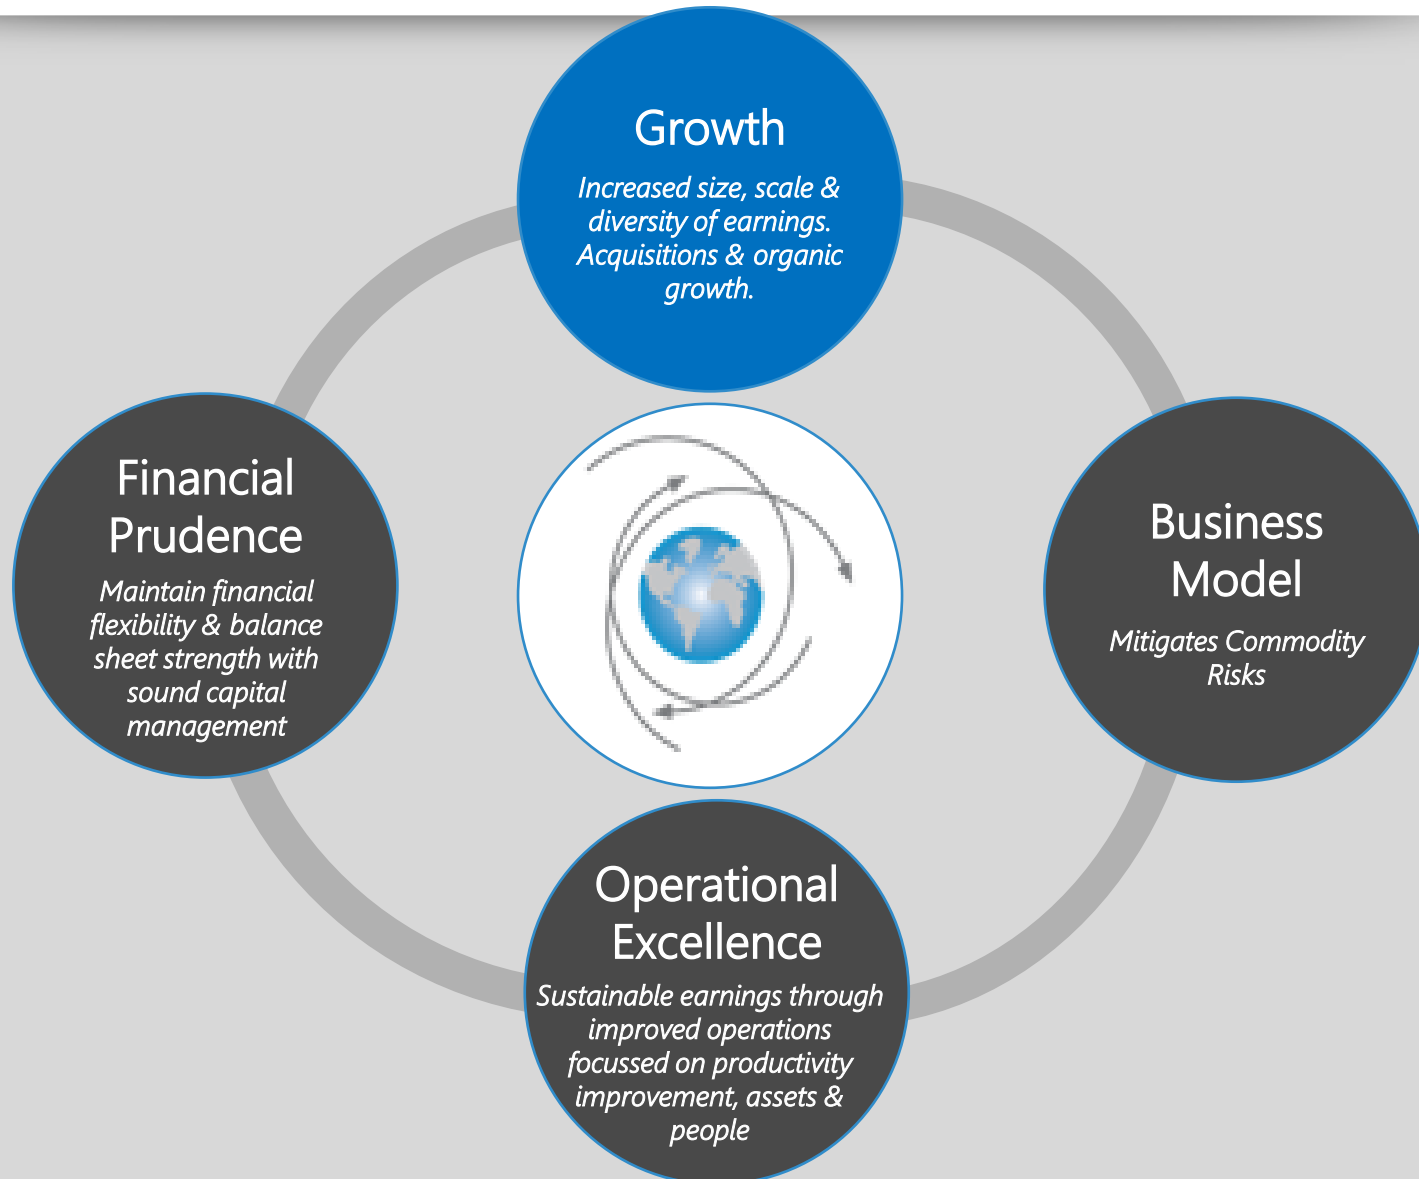 Growth
Increased size, scale &
diversity of earnings.
Acquisitions & organic
growth.
Financial
Prudence
Maintain financial
flexibility & balance
sheet strength with
sound capital
management
Business
Model
Mitigates Commodity
Risks
Operational
Excellence
Sustainable earnings through
improved operations
focussed on productivity
improvement, assets &
people